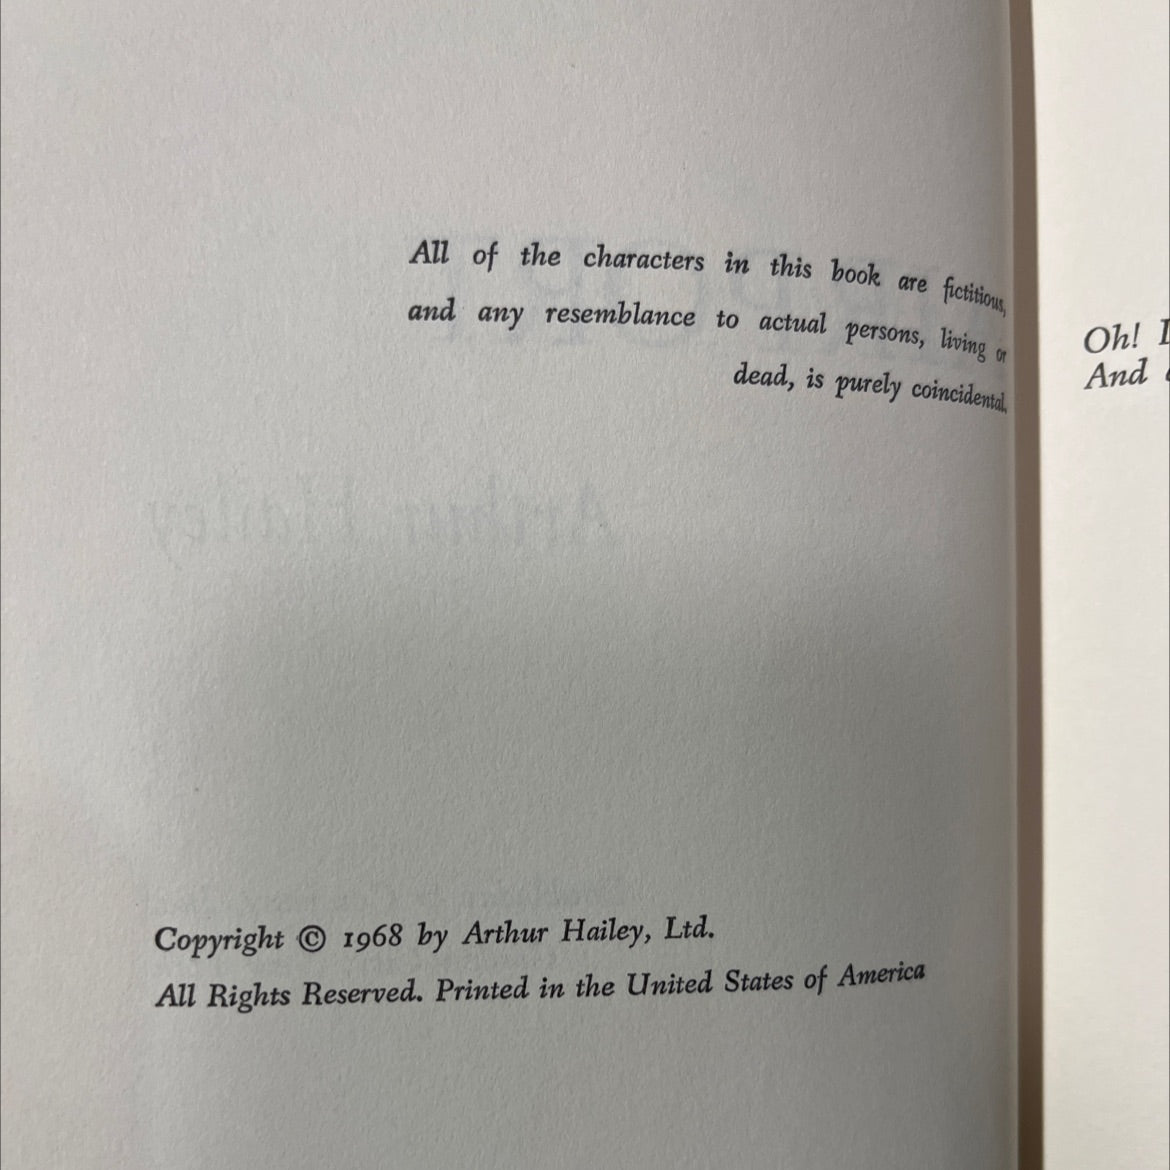 All of the characters in this book are fictitious,
and any resemblance to actual persons, living or
dead, is purely coincidental.
Arthur Hailey
Copyright © 1968 by Arthur Hailey, Ltd.
All Rights Reserved. Printed in the United States of America
Oh!
And